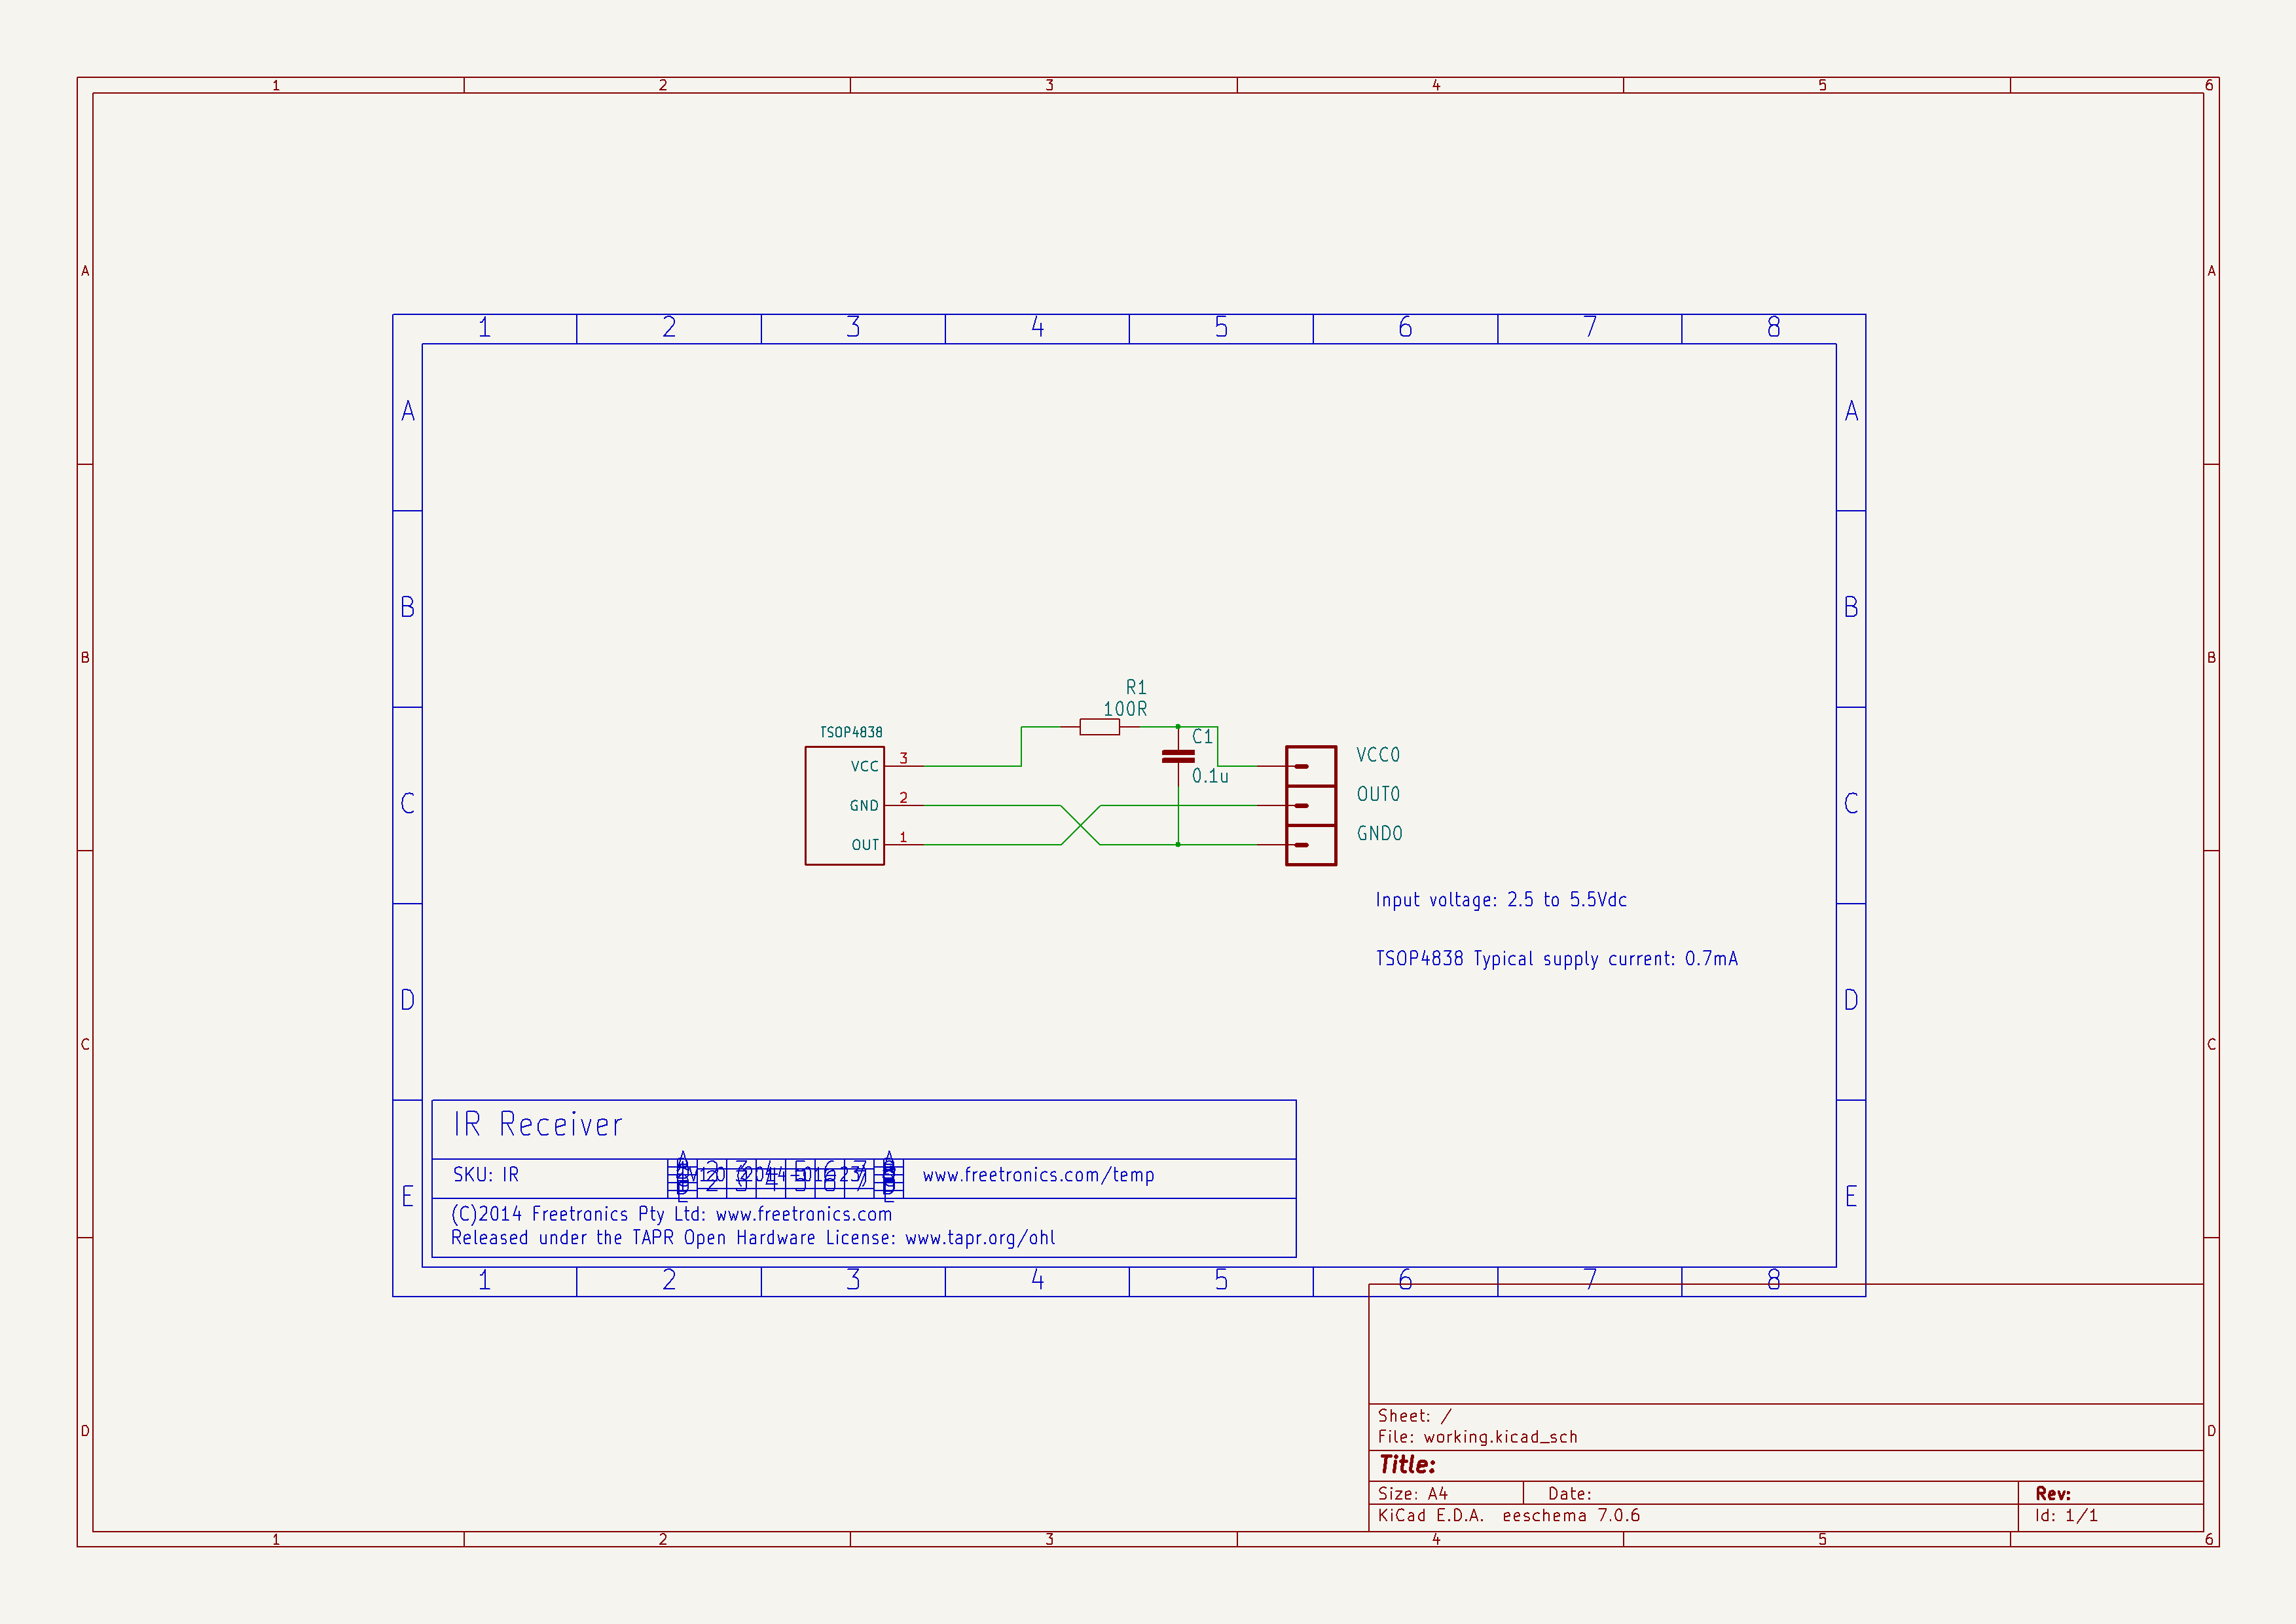 1 2 3 4 5 6
A A
1 2 3 4 5 6 7 8
A A
B B
B B
R1
100R
TSOP4838
C1
VCC 3
0.1u
VCC0
GND 2
OUT0
OUT 1
GND0
C C
Input voltage: 2.5 to 5.5Vdc
TSOP4838 Typical supply current: 0.7mA
D D
C C
IR Receiver
SKU: IR
www.freetronics.com/temp
E E
(C)2014 Freetronics Pty Ltd: www.freetronics.com
Released under the TAPR Open Hardware License: www.tapr.org/ohl
1 2 3 4 5 6 7 8
Sheet: /
File: working.kicad_sch
D D
Title:
Size: A4 Date: Rev:
KiCad E.D.A. eeschema 7.0.6 Id: 1/1
1 2 3 4 5 6